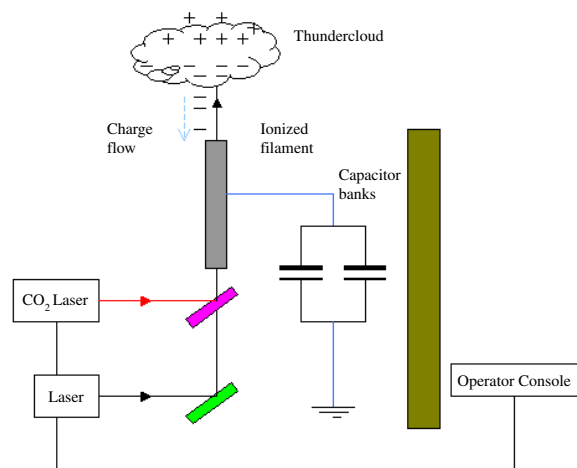 Thundercloud
Charge
flow
Ionized
filament
Capacitor
banks
CO₂ Laser
Laser
Operator Console